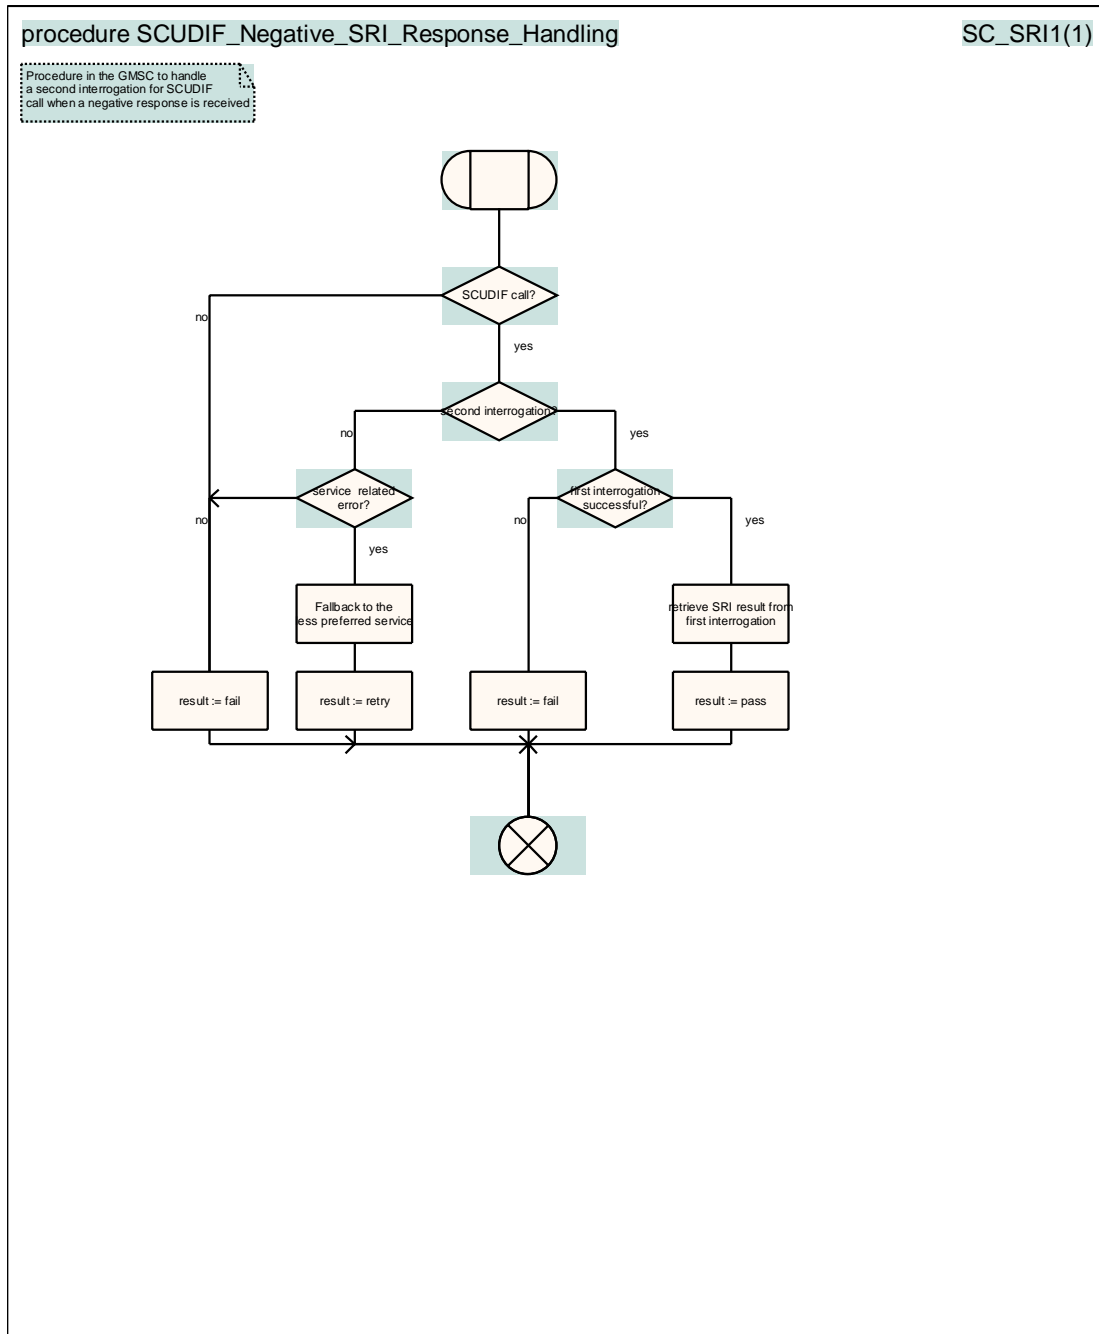 procedure SCUDIF_Negative_SRI_Response_Handling
SC_SRI1(1)
Procedure in the GMSC to handle
a second interrogation for SCUDIF
call when a negative response is received
SCUDIF call?
no
yes
second interrogation?
no
yes
service related
error?
first interrogation
successful?
no
no
yes
yes
Fallback to the
less preferred service
retrieve SRI result from
first interrogation
result := fail
result := retry
result := fail
result := pass